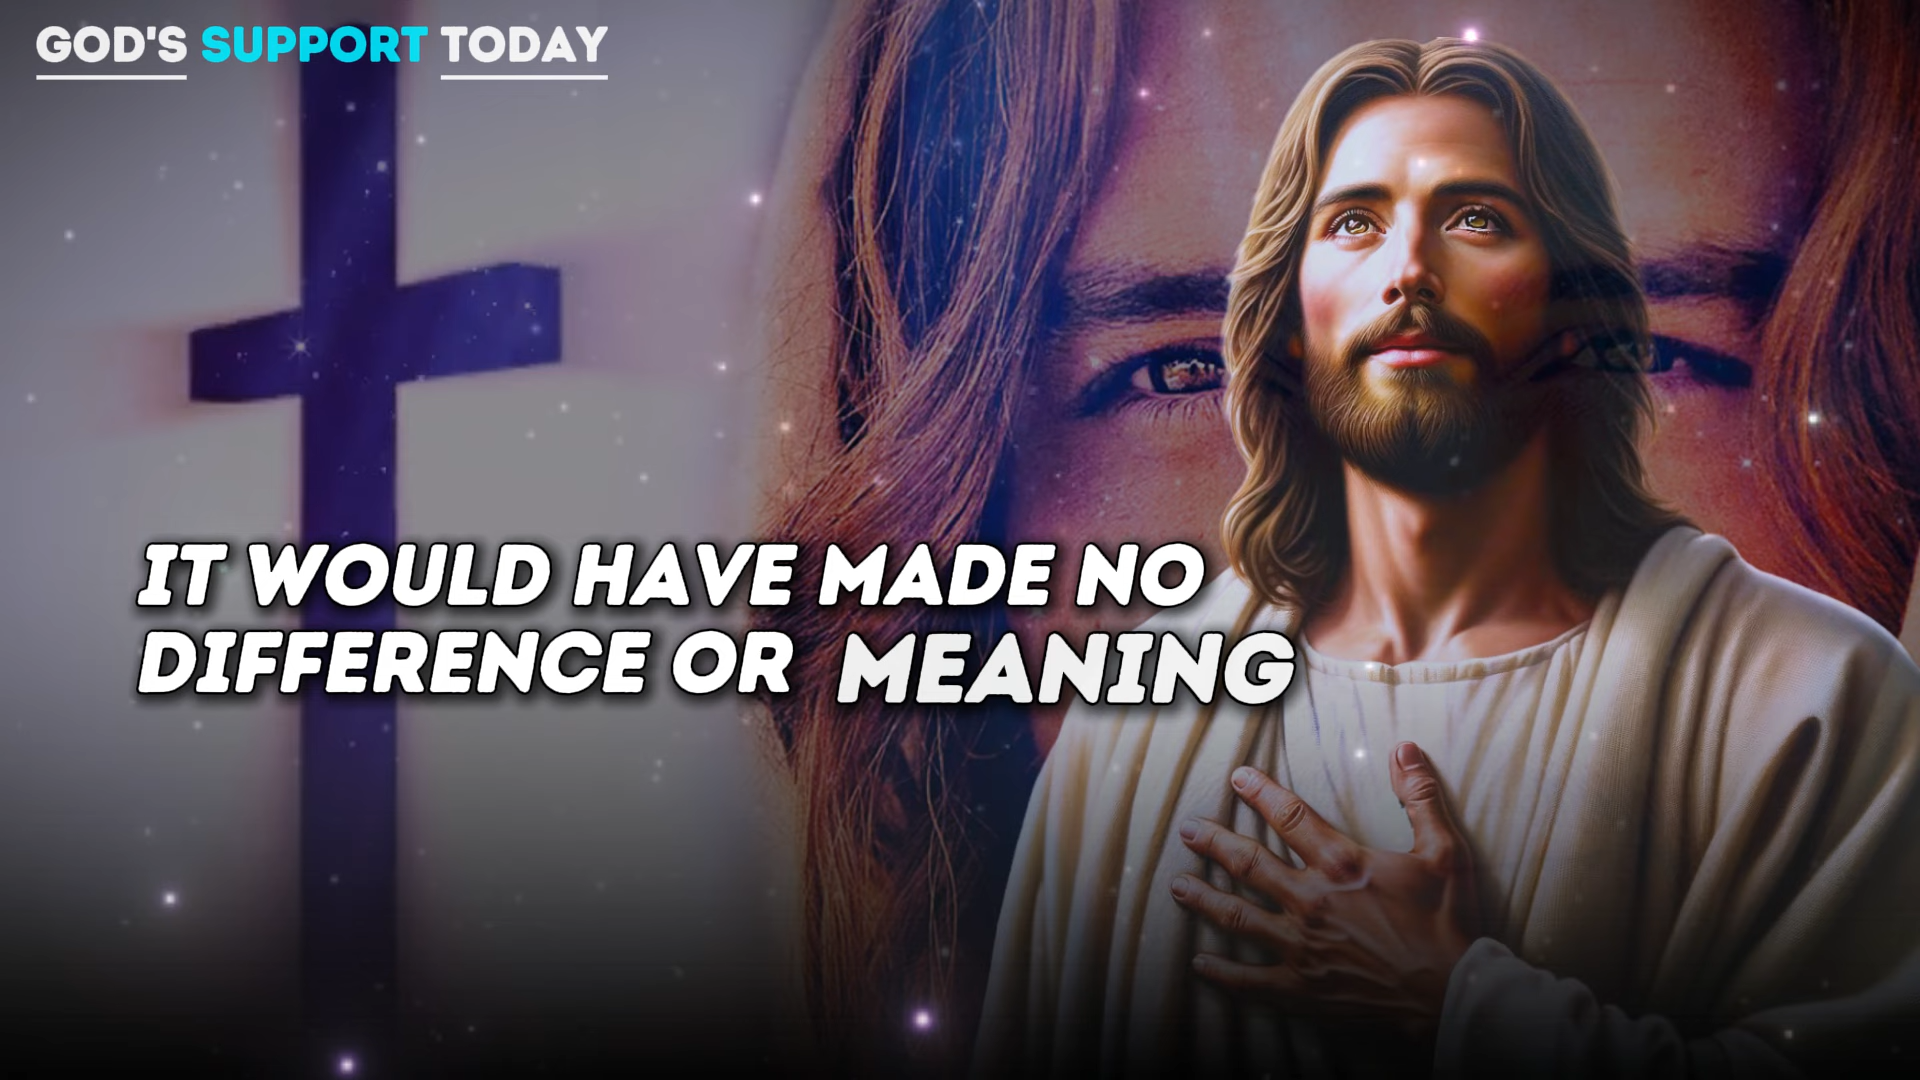 GOD'S SUPPORT TODAY
IT WOULD HAVE MADE NO
DIFFERENCE OR MEANING